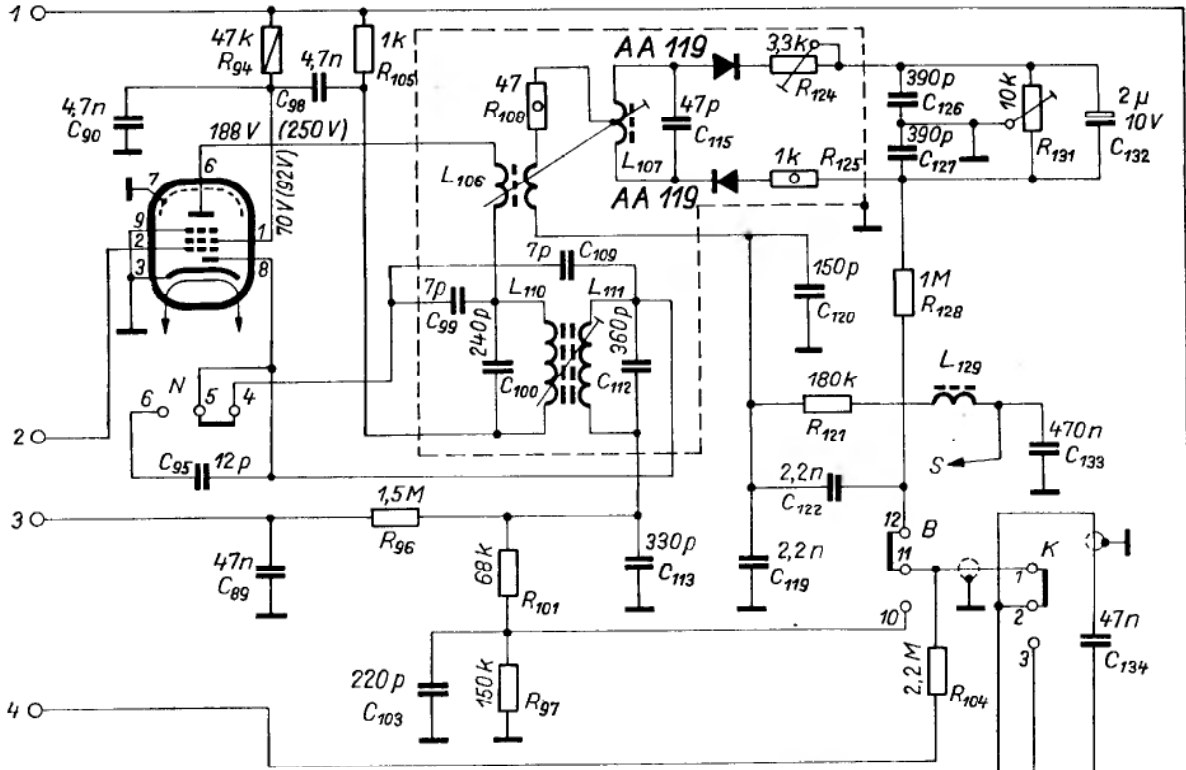 1
47k
R94
1k
R105
4,7n
C98
4,7n
C90
188V
(250V)
70V(92V)
6
7
9
2
3
1
8
AA 119
47
R108
47p
C115
L107
L106
AA 119
3,3k
R124
1k
R125
390p
C126
390p
C127
10k
R131
2µ
10V
C132
7p
C109
7p
C99
L110
L111
240p
C100
360p
C112
150p
C120
1M
R128
L129
180k
R121
470n
C133
S
6
N
5
4
2
C95
12p
2,2n
C122
3
1,5M
R96
47n
C89
68k
R101
330p
C113
2,2n
C119
12
B
11
10
K
1
2
3
47n
C134
220p
C103
150k
R97
2,2M
R104
4